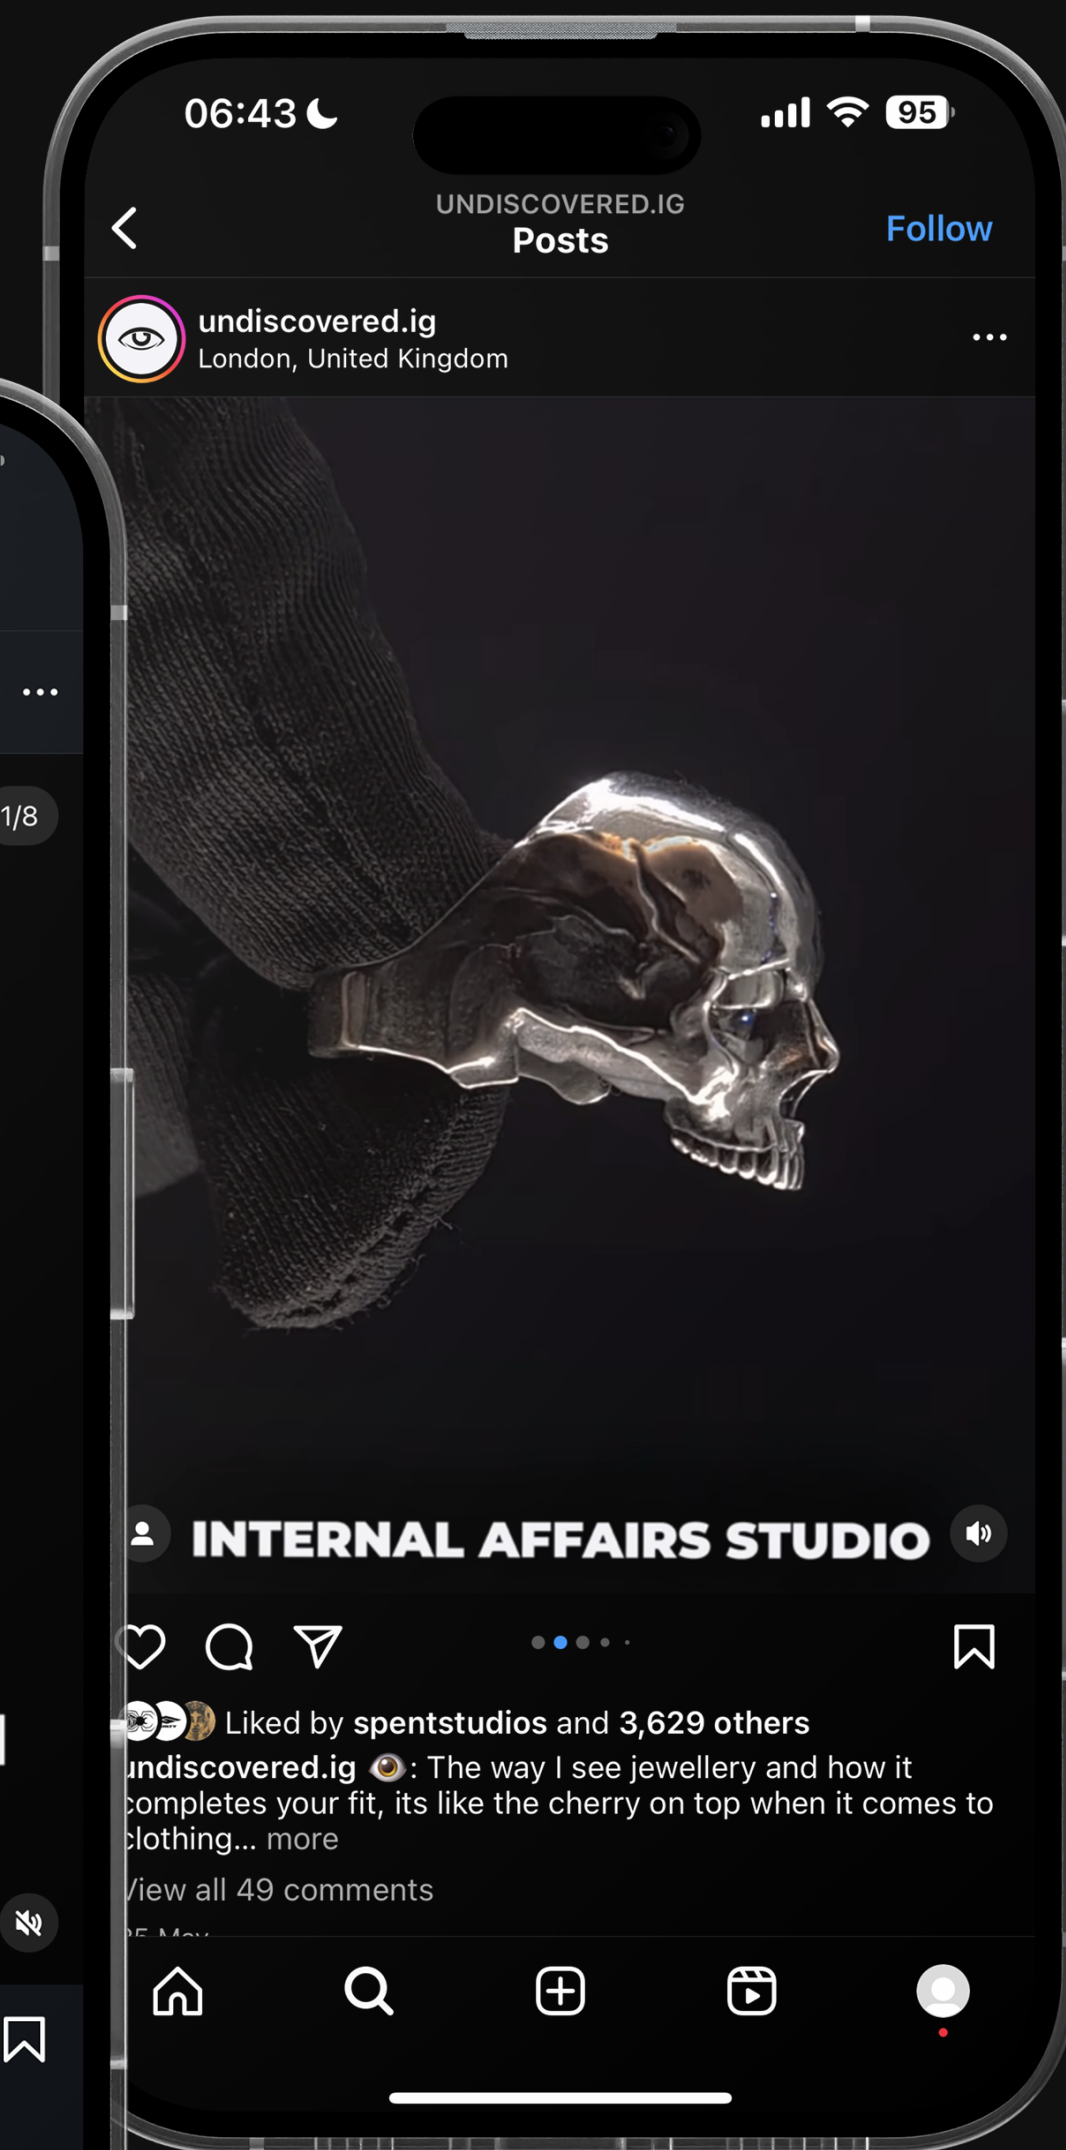 06:43
95
UNDISCOVERED.IG
Posts
Follow
undiscovered.ig
London, United Kingdom
1/8
INTERNAL AFFAIRS STUDIO
Liked by spentstudios and 3,629 others
undiscovered.ig 👁️: The way I see jewellery and how it
completes your fit, its like the cherry on top when it comes to
clothing... more
View all 49 comments
25 May